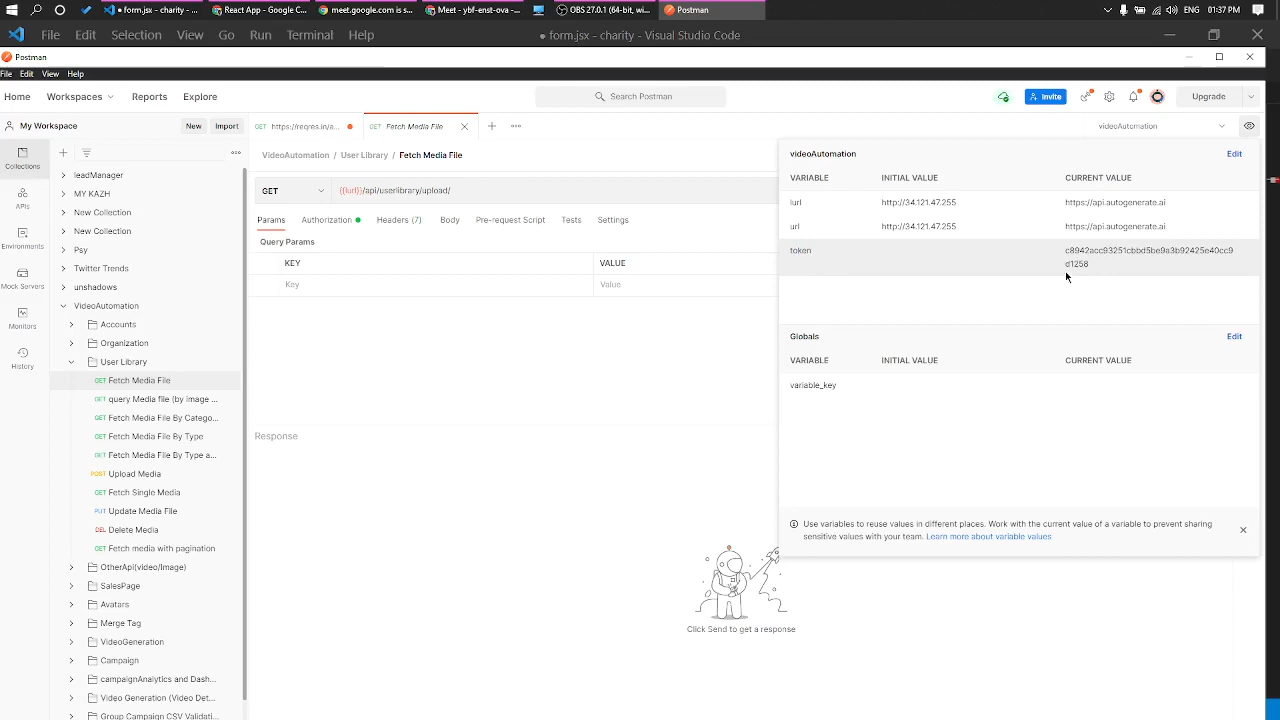 form.jsx - charity - ...
React App - Google C...
meet.google.com is s...
Meet - ybf-enst-ova - ...
OBS 27.0.1 (64-bit, w...
Postman
ENG
01:37 PM
File Edit Selection View Go Run Terminal Help
form.jsx - charity - Visual Studio Code
Postman
File Edit View Help
Home Workspaces Reports Explore
Search Postman
Invite
Upgrade
My Workspace
New
Import
GET https://reqres.in/a...
GET Fetch Media File
videoAutomation
Collections
APIs
Environments
Mock Servers
Monitors
History
leadManager
MY KAZH
New Collection
New Collection
Psy
Twitter Trends
unshadows
VideoAutomation
Accounts
Organization
User Library
GET Fetch Media File
GET query Media file (by image ...
GET Fetch Media File By Catego...
GET Fetch Media File By Type
GET Fetch Media File By Type a...
POST Upload Media
GET Fetch Single Media
PUT Update Media File
DEL Delete Media
GET Fetch media with pagination
OtherApi(video/Image)
SalesPage
Avatars
Merge Tag
VideoGeneration
Campaign
campaignAnalytics and Dash...
Video Generation (Video Det...
Group Campaign CSV Validati...
VideoAutomation / User Library / Fetch Media File
GET {{lurl}}/api/userlibrary/upload/
Params Authorization Headers (7) Body Pre-request Script Tests Settings
Query Params
KEY VALUE
Key Value
Response
Click Send to get a response
videoAutomation Edit
VARIABLE INITIAL VALUE CURRENT VALUE
lurl http://34.121.47.255 https://api.autogenerate.ai
url http://34.121.47.255 https://api.autogenerate.ai
token c8942acc93251cbbd5be9a3b92425e40cc9
d1258
Globals Edit
VARIABLE INITIAL VALUE CURRENT VALUE
variable_key
Use variables to reuse values in different places. Work with the current value of a variable to prevent sharing
sensitive values with your team. Learn more about variable values